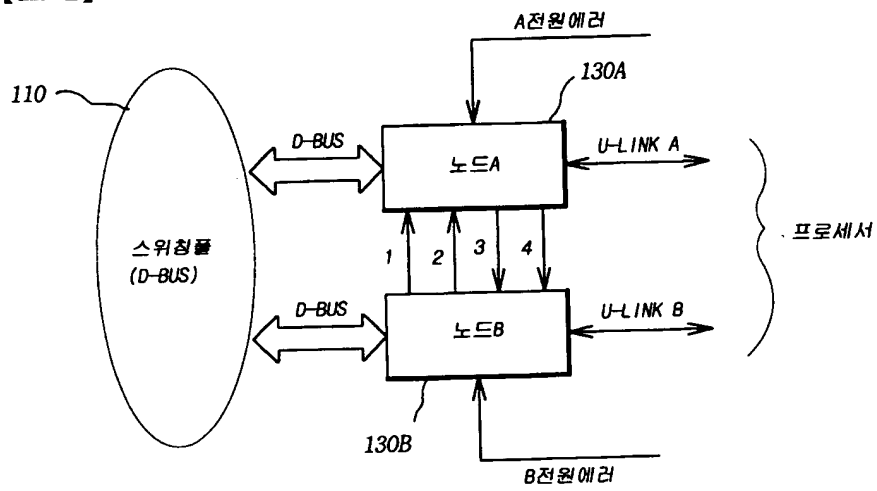 A전원에러
130A
110
D-BUS
노드A
U-LINK A
스위칭풀
(D-BUS)
1
2
3
4
프로세서
D-BUS
노드B
U-LINK B
130B
B전원에러